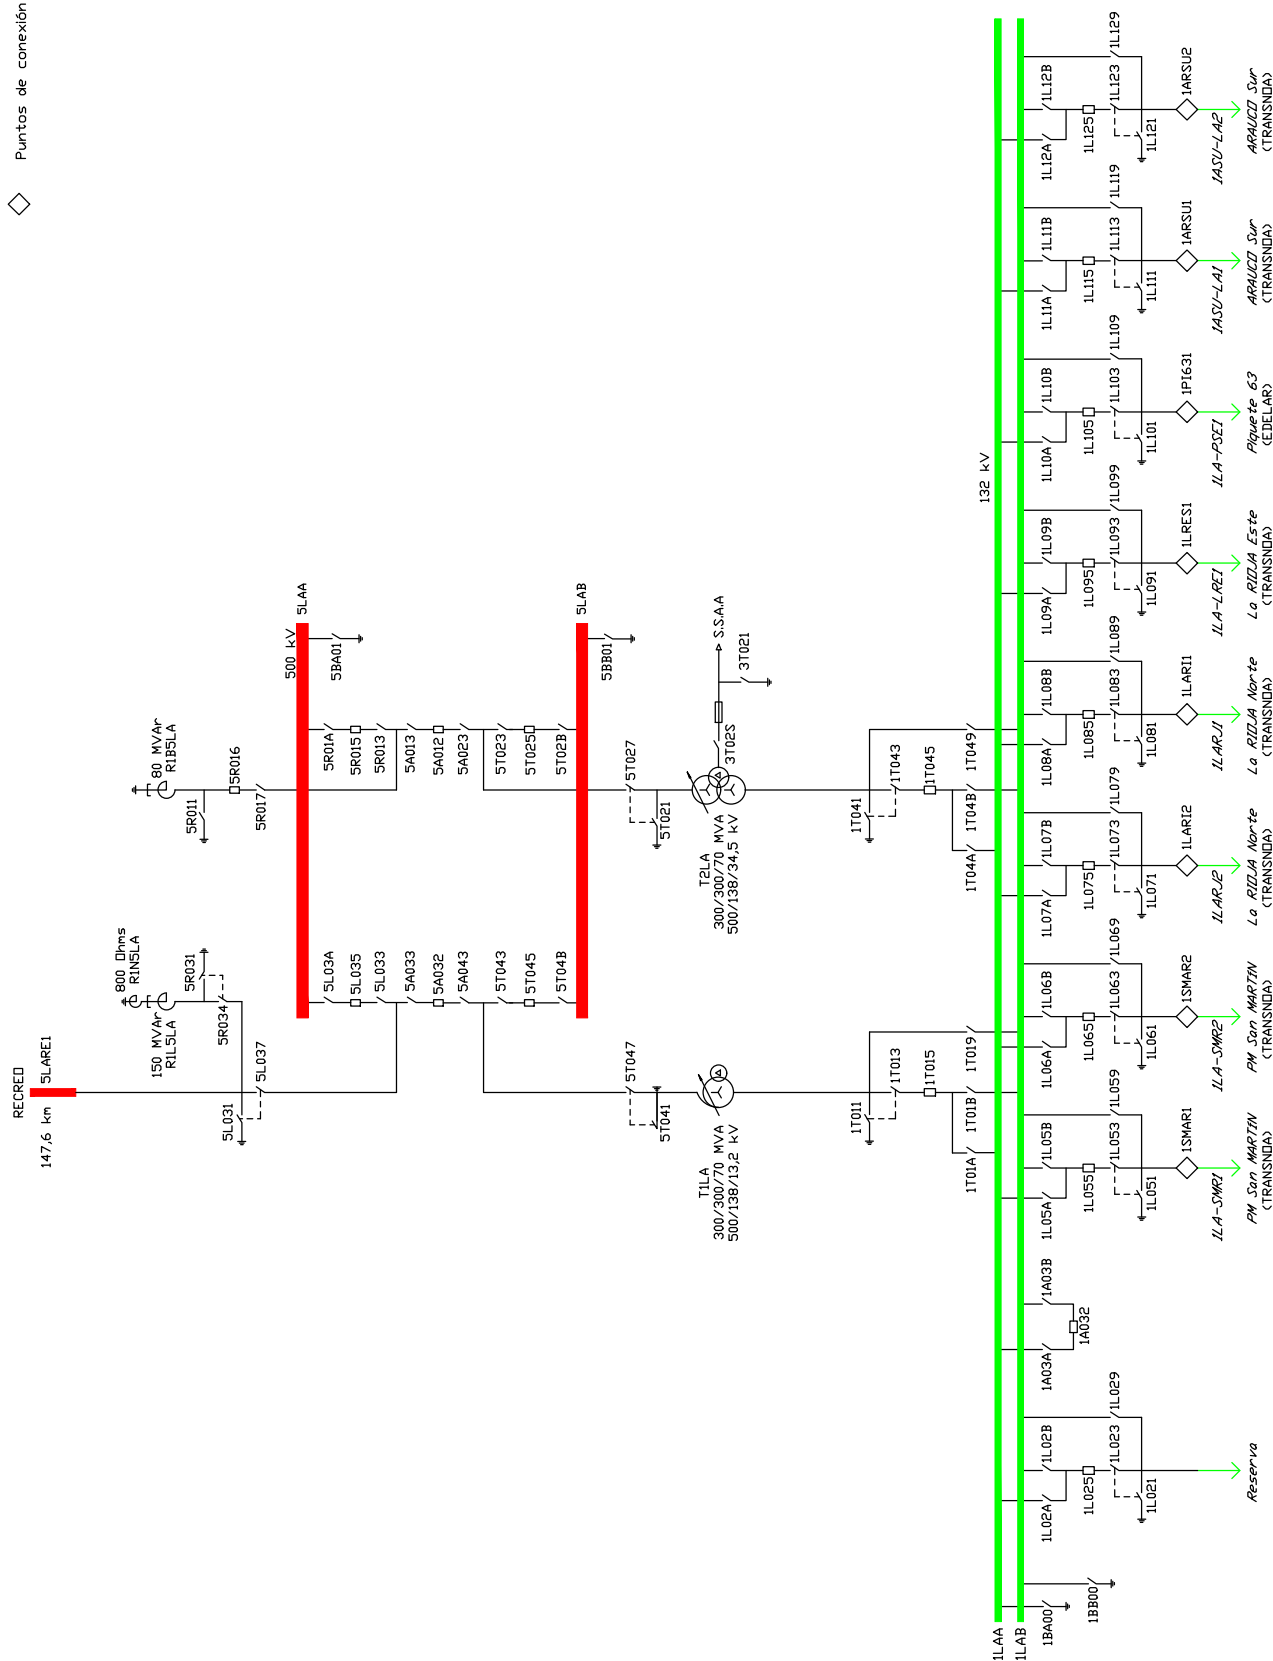 Puntos de conexión
RECREO
147,6 km
5LARE1
800 Ohms
R1N5LA
150 MVAr
R1L5LA
5R031
5R034
5L031
5L037
80 MVAr
R1B5LA
5R011
5R016
5R017
500 kV
5LAA
5BA01
5L03A
5L035
5L033
5A033
5A032
5A043
5T043
5T045
5T04B
5R01A
5R015
5R013
5A013
5A012
5A023
5T023
5T025
5T02B
5LAB
5BB01
5T047
5T041
5T027
5T021
T1LA
300/300/70 MVA
500/138/13,2 kV
T2LA
300/300/70 MVA
500/138/34,5 kV
3T02S
S.S.A.A
3T021
1T011
1T013
1T015
1T019
1T01A
1T01B
1T041
1T043
1T045
1T049
1T04A
1T04B
132 kV
1LAA
1LAB
1BA00
1BB00
1L02A
1L02B
1L025
1L023
1L029
1L021
Reserva
1A03A
1A03B
1A032
1L05A
1L05B
1L055
1L053
1L059
1L051
1SMAR1
1LA-SMR1
PM San MARTIN
(TRANSNOA)
1L06A
1L06B
1L065
1L063
1L069
1L061
1SMAR2
1LA-SMR2
PM San MARTIN
(TRANSNOA)
1L07A
1L07B
1L075
1L073
1L079
1L071
1LARI2
1LARJ2
La RIOJA Norte
(TRANSNOA)
1L08A
1L08B
1L085
1L083
1L089
1L081
1LARI1
1LARJ1
La RIOJA Norte
(TRANSNOA)
1L09A
1L09B
1L095
1L093
1L099
1L091
1LRES1
1LA-LRE1
La RIOJA Este
(TRANSNOA)
1L10A
1L10B
1L105
1L103
1L109
1L101
1PI631
1LA-PSE1
Piquete 63
(EDELAR)
1L11A
1L11B
1L115
1L113
1L119
1L111
1ARSU1
1ASU-LA1
ARAUCO Sur
(TRANSNOA)
1L12A
1L12B
1L125
1L123
1L129
1L121
1ARSU2
1ASU-LA2
ARAUCO Sur
(TRANSNOA)